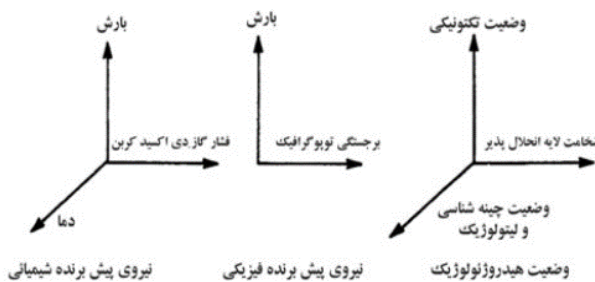 وضعیت تکتونیکی
ضخامت لایه انحلال پذیر
وضعیت چینه شناسی
و لیتولوژیک
وضعیت هیدروژئولوژیک
بارش
برجستگی توپوگرافیک
نیروی پیش برنده فیزیکی
بارش
فشار گاز دی اکسید کربن
دما
نیروی پیش برنده شیمیائی